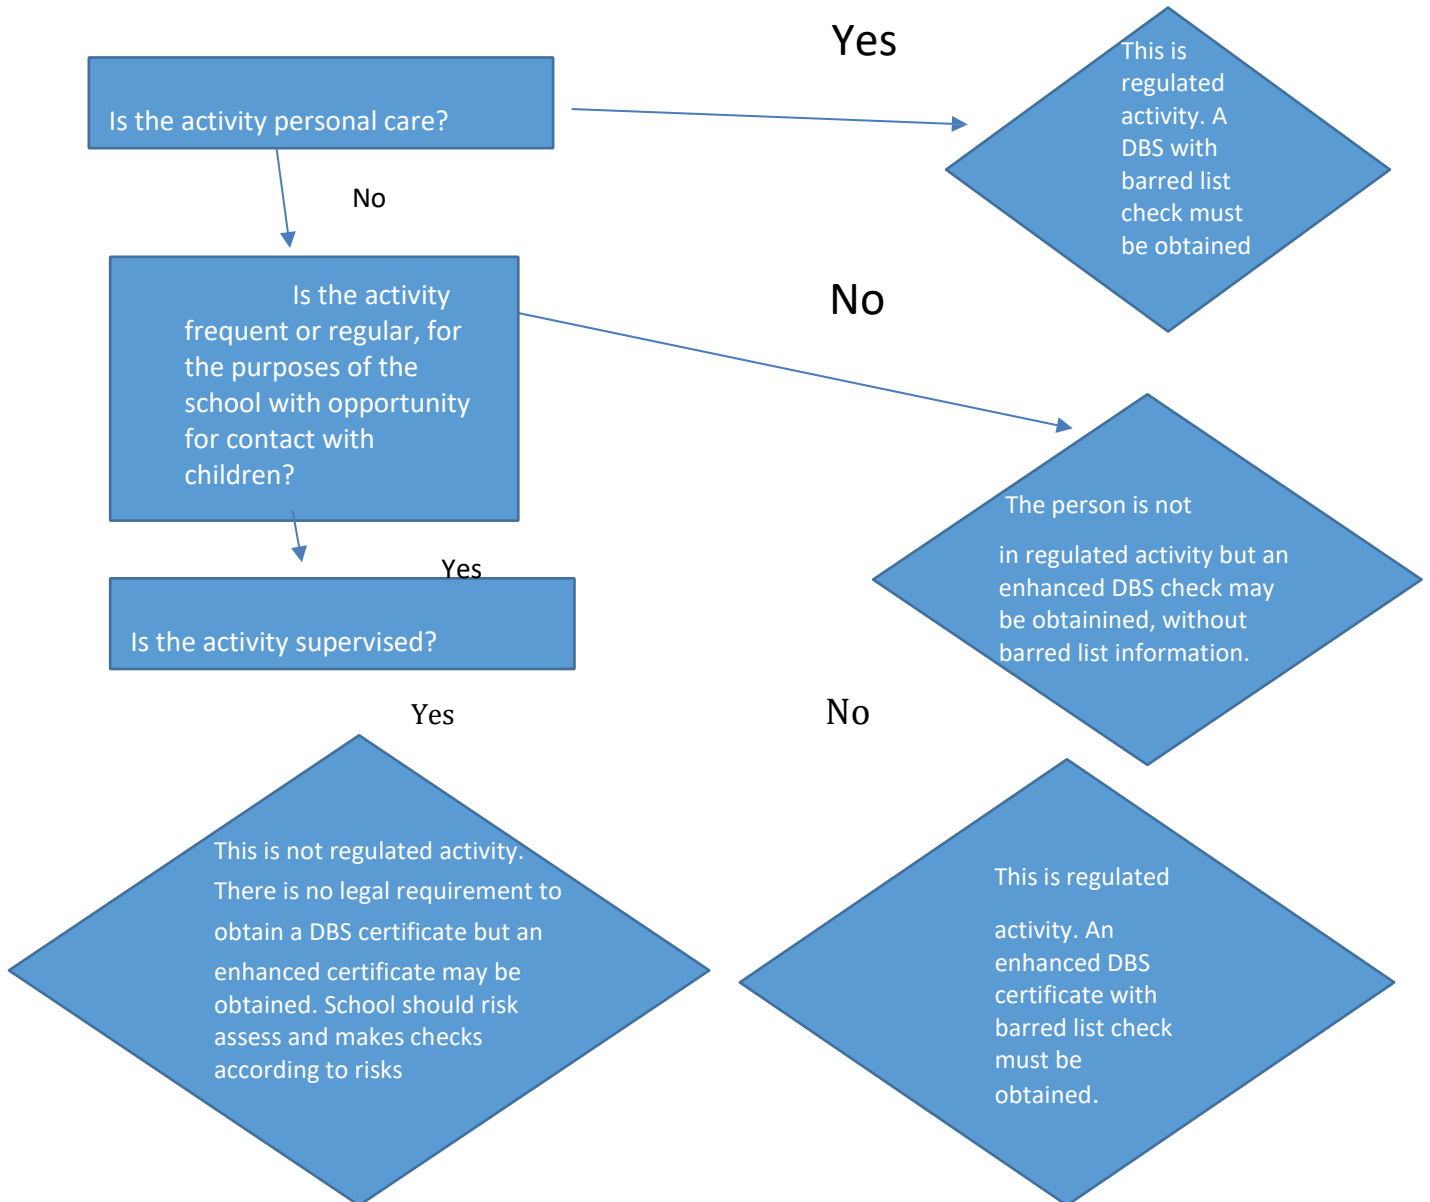 Is the activity personal care?
Yes
This is
regulated
activity. A
DBS with
barred list
check must
be obtained
No
Is the activity
frequent or regular, for
the purposes of the
school with opportunity
for contact with
children?
No
The person is not
in regulated activity but an
enhanced DBS check may
be obtainined, without
barred list information.
Yes
Is the activity supervised?
Yes
This is not regulated activity.
There is no legal requirement to
obtain a DBS certificate but an
enhanced certificate may be
obtained. School should risk
assess and makes checks
according to risks
No
This is regulated
activity. An
enhanced DBS
certificate with
barred list check
must be
obtained.